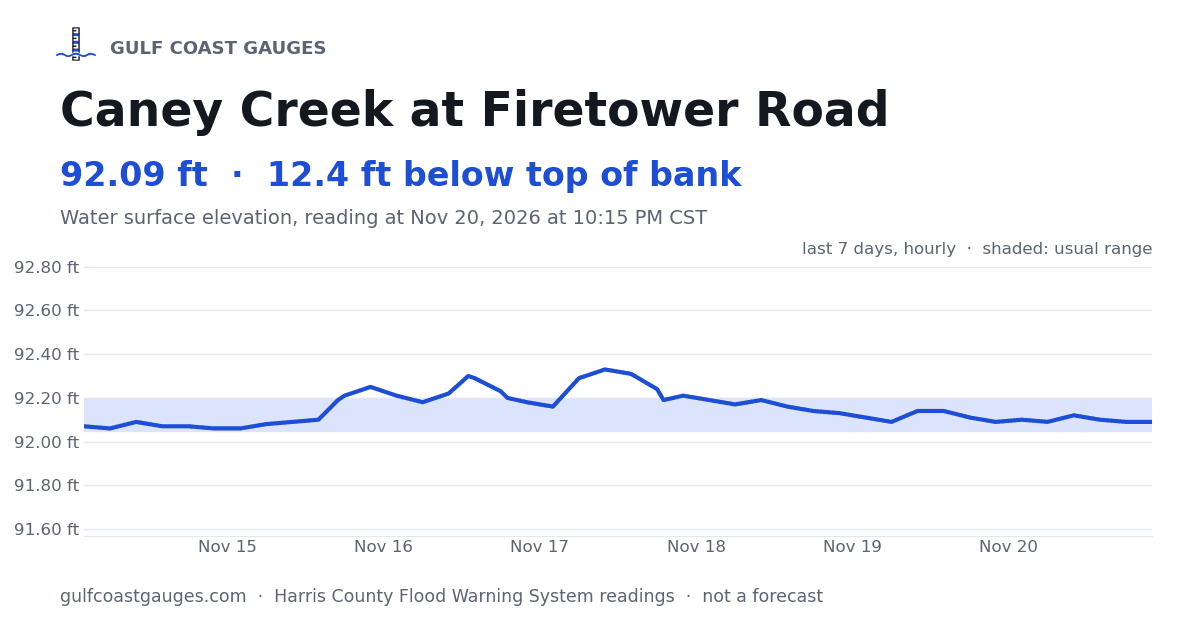 GULF COAST GAUGES
Caney Creek at Firetower Road
92.09 ft · 12.4 ft below top of bank
Water surface elevation, reading at Nov 20, 2026 at 10:15 PM CST
last 7 days, hourly · shaded: usual range
92.80 ft
92.60 ft
92.40 ft
92.20 ft
92.00 ft
91.80 ft
91.60 ft
Nov 15 Nov 16 Nov 17 Nov 18 Nov 19 Nov 20
gulfcoastgauges.com · Harris County Flood Warning System readings · not a forecast